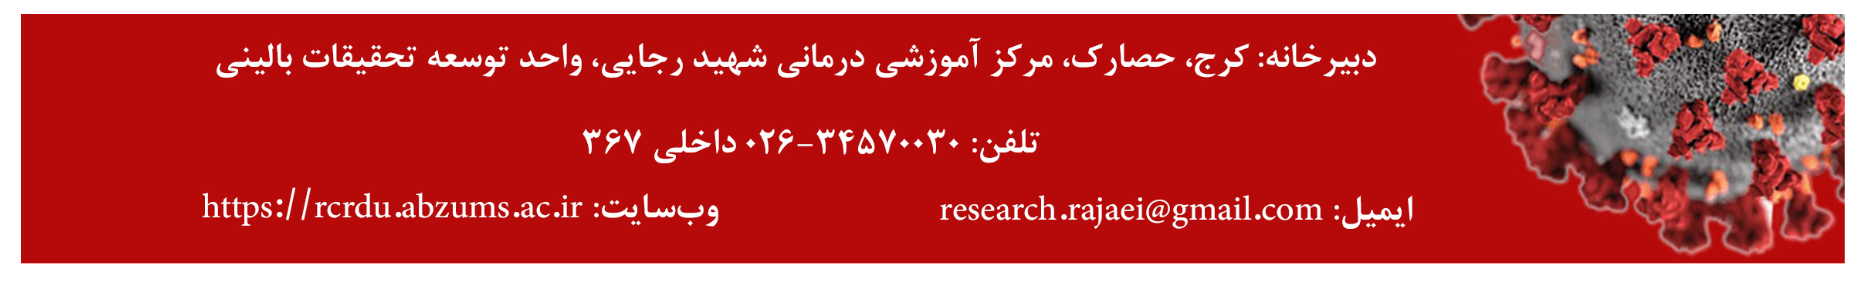 دبیرخانه: کرج، حصارک، مرکز آموزشی درمانی شهید رجایی، واحد توسعه تحقیقات بالینی
تلفن: ۰۲۶-۳۴۵۷۰۰۳۰ داخلی ۳۶۷
ایمیل: research.rajaei@gmail.com
وب‌سایت: https://rcrdu.abzums.ac.ir